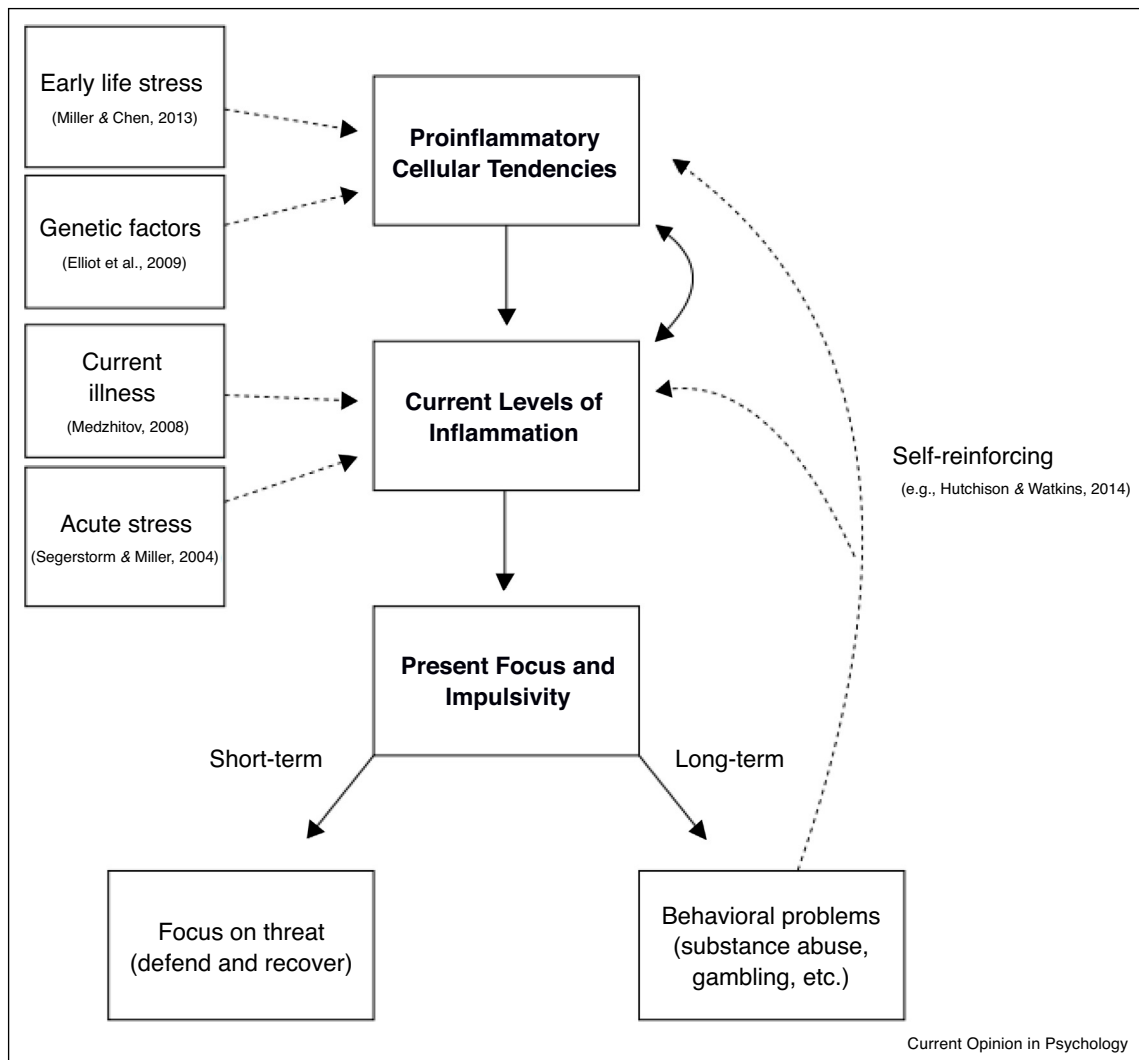 Early life stress
(Miller & Chen, 2013)
Genetic factors
(Elliot et al., 2009)
Current
illness
(Medzhitov, 2008)
Acute stress
(Segerstorm & Miller, 2004)
Proinflammatory
Cellular Tendencies
Current Levels of
Inflammation
Self-reinforcing
(e.g., Hutchison & Watkins, 2014)
Present Focus and
Impulsivity
Short-term
Long-term
Focus on threat
(defend and recover)
Behavioral problems
(substance abuse,
gambling, etc.)
Current Opinion in Psychology